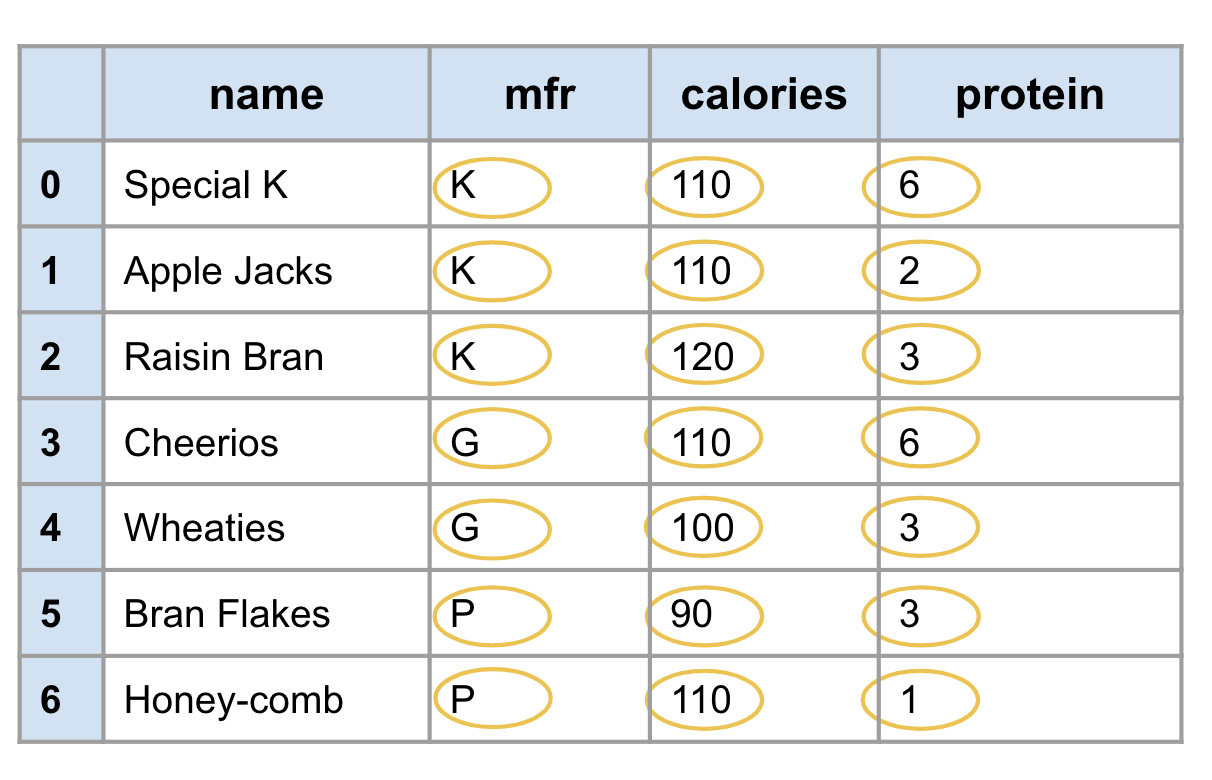 name mfr calories protein
0 Special K K 110 6
1 Apple Jacks K 110 2
2 Raisin Bran K 120 3
3 Cheerios G 110 6
4 Wheaties G 100 3
5 Bran Flakes P 90 3
6 Honey-comb P 110 1